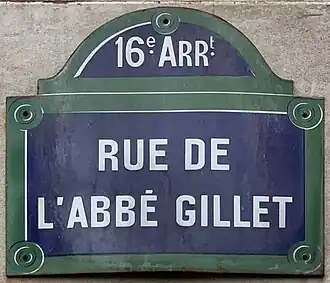 16e ARRt
RUE DE
L'ABBÉ GILLET